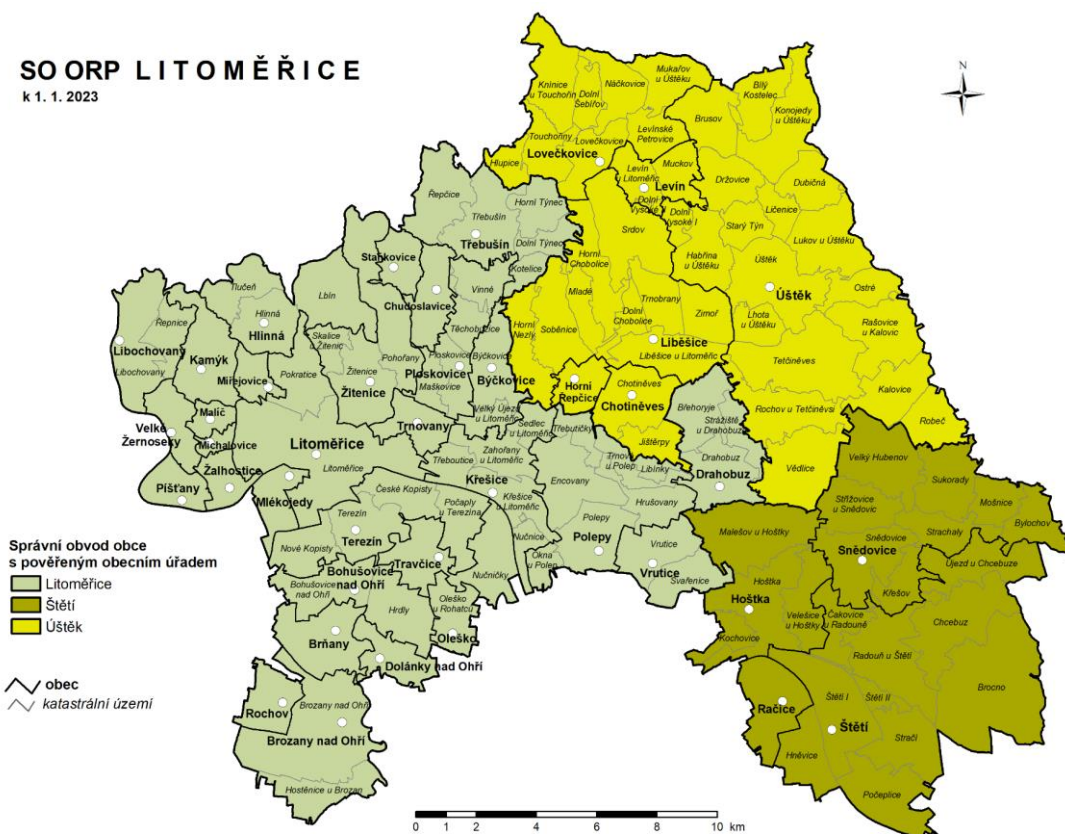 SO ORP LITOMĚŘICE
k 1. 1. 2023
N
Knínice
u Touchořin
Dolní
Šebířov
Náčkovice
Mukařov
u Úštěku
Bílý
Kostelec
Konojedy
u Úštěku
Brusov
Touchořiny
Lovečkovice
Levínské
Petrovice
Hlupice
Lovečkovice
Levín
u Litoměřic
Muckov
Levín
Držovice
Dubičná
Dolní
Vysoké II
Dolní
Vysoké I
Ličenice
Starý Týn
Lukov u Úštěku
Srdov
Habřina
u Úštěku
Úštěk
Úštěk
Ostré
Řepčice
Horní Týnec
Třebušín
Třebušín
Dolní Týnec
Kotelice
Horní
Chobolice
Mladé
Trnobrany
Dolní
Chobolice
Zimoř
Lhota
u Úštěku
Rašovice
u Kalovic
Staňkovice
Vinné
Chudoslavice
Tlučeň
Lbín
Hlinná
Hlinná
Řepnice
Těchobuzice
Horní
Nezly
Soběnice
Liběšice
Liběšice u Litoměřic
Tetčiněves
Skalice
u Žitenic
Pohořany
Ploskovice
Býčkovice
Libochovany
Libochovany
Kamýk
Mirejovice
Pokratice
Žitenice
Žitenice
Ploskovice
Maškovice
Býčkovice
Horní
Řepčice
Chotiněves
Chotiněves
Kalovice
Rochov u Tetčiněvsi
Robeč
Břehoryje
Strážiště
u Drahobuz
Malíč
Velké
Žernoseky
Michalovice
Litoměřice
Litoměřice
Trnovany
Velký Újezd
u Litoměřic
Sedlec
u Litoměřic
Třebutičky
Jištěrpy
Drahobuz
Drahobuz
Vědlice
Velký Hubenov
Žalhostice
Píšťany
Mlékojedy
Třeboutice
Zahořany
u Litoměřic
Trnová
u Polep
Libínky
Sukorady
Střížovice
u Snědovic
Mošnice
České Kopisty
Počaply
u Terezína
Křešice
Křešice
u Litoměřic
Encovany
Hrušovany
Bylochov
Terezín
Terezín
Nové Kopisty
Nučnice
Polepy
Polepy
Malešov u Hoštky
Snědovice
Snědovice
Strachaly
Újezd u Chcebuze
Správní obvod obce
s pověřeným obecním úřadem
Litoměřice
Štětí
Úštěk
obec
katastrální území
Travčice
Okna
u Polep
Vrutice
Vrutice
Svařenice
Bohušovice
nad Ohří
Bohušovice
nad Ohří
Nučničky
Hoštka
Hoštka
Křešov
Hrdly
Oleško
u Rohatců
Oleško
Velešice
u Hoštky
Čakovice
u Radouně
Chcebuz
Brňany
Kochovice
Radouň u Štětí
Dolánky nad Ohří
Brocno
Rochov
Brozany nad Ohří
Brozany nad Ohří
Račice
Štětí I
Štětí II
Štětí
Stračí
Hněvice
Hostěnice u Brozan
Počeplice
0 1 2 4 6 8 10 km